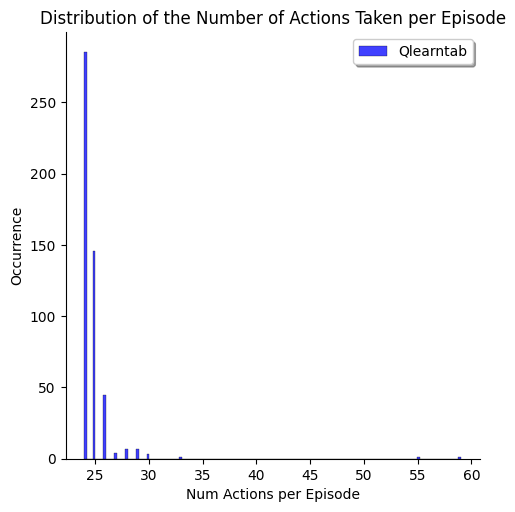 Distribution of the Number of Actions Taken per Episode
Qlearntab
250
200
150
100
50
0
Occurrence
25 30 35 40 45 50 55 60
Num Actions per Episode